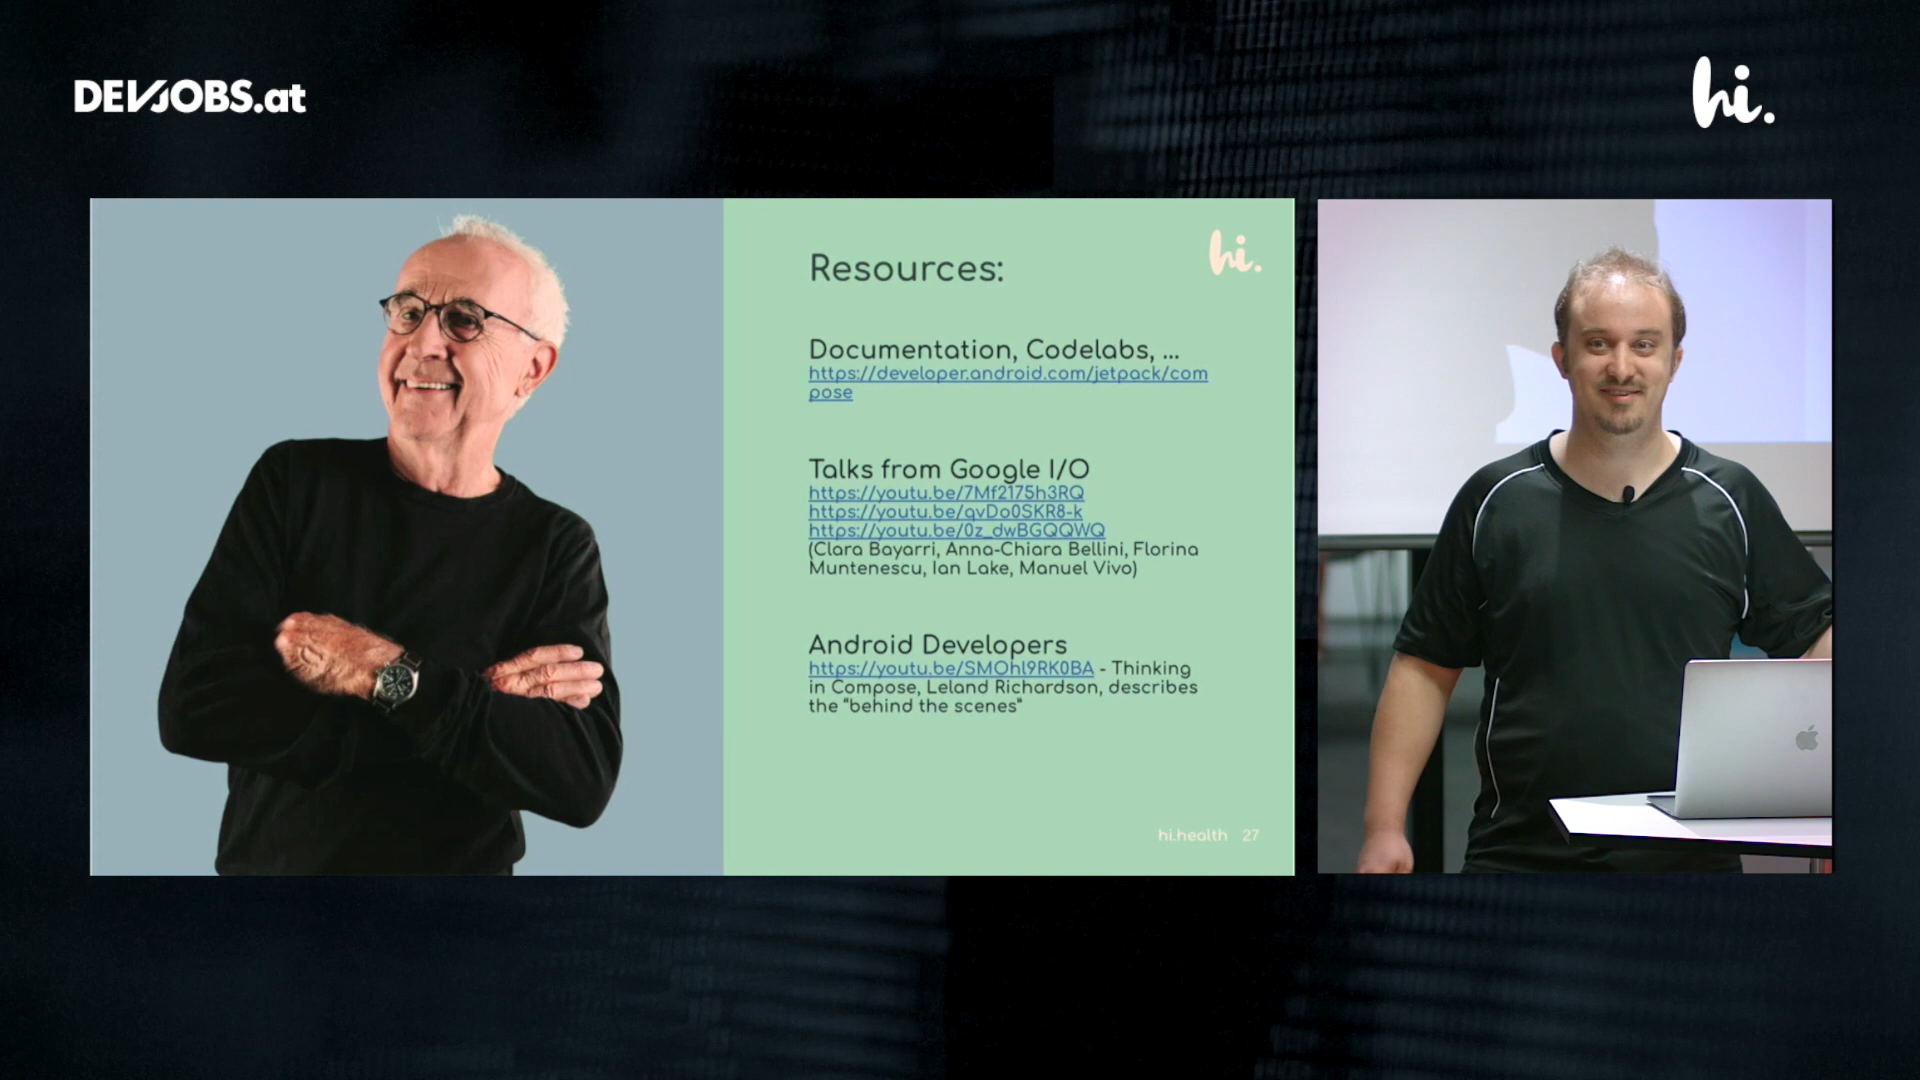 DEVJOBS.at
hi.
hi.
Resources:
Documentation, Codelabs, ...
https://developer.android.com/jetpack/com
pose
Talks from Google I/O
https://youtu.be/7Mf2175h3RQ
https://youtu.be/qvDo0SKR8-k
https://youtu.be/0z_dwBGQQWQ
(Clara Bayarri, Anna-Chiara Bellini, Florina
Muntenescu, Ian Lake, Manuel Vivo)
Android Developers
https://youtu.be/SMOhl9RK0BA - Thinking
in Compose, Leland Richardson, describes
the “behind the scenes”
hi.health 27